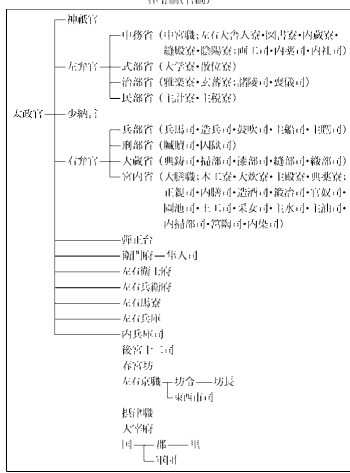 神祇官
中務省(中宮職;左右大舎人寮・図書寮・内蔵寮・
縫殿寮・陰陽寮;画工司・内薬司・内礼司)
左弁官
式部省(大学寮・散位寮)
治部省(雅楽寮・玄蕃寮;諸陵司・喪儀司)
民部省(主計寮・主税寮)
太政官
少納言
兵部省(兵馬司・造兵司・鼓吹司・主船司・主鷹司)
刑部省(贓贖司・囚獄司)
右弁官
大蔵省(典鋳司・掃部司・漆部司・縫部司・織部司)
宮内省(大膳職;木工寮・大炊寮・主殿寮・典薬寮;
正親司・内膳司・造酒司・鍛冶司・官奴司・
園池司・土工司・采女司・主水司・主油司・
内掃部司・筥陶司・内染司)
弾正台
衛門府
隼人司
左右衛士府
左右兵衛府
左右馬寮
左右兵庫
内兵庫司
後宮十二司
春宮坊
左右京職
坊令
坊長
東西市司
摂津職
大宰府
国
郡
里
軍団